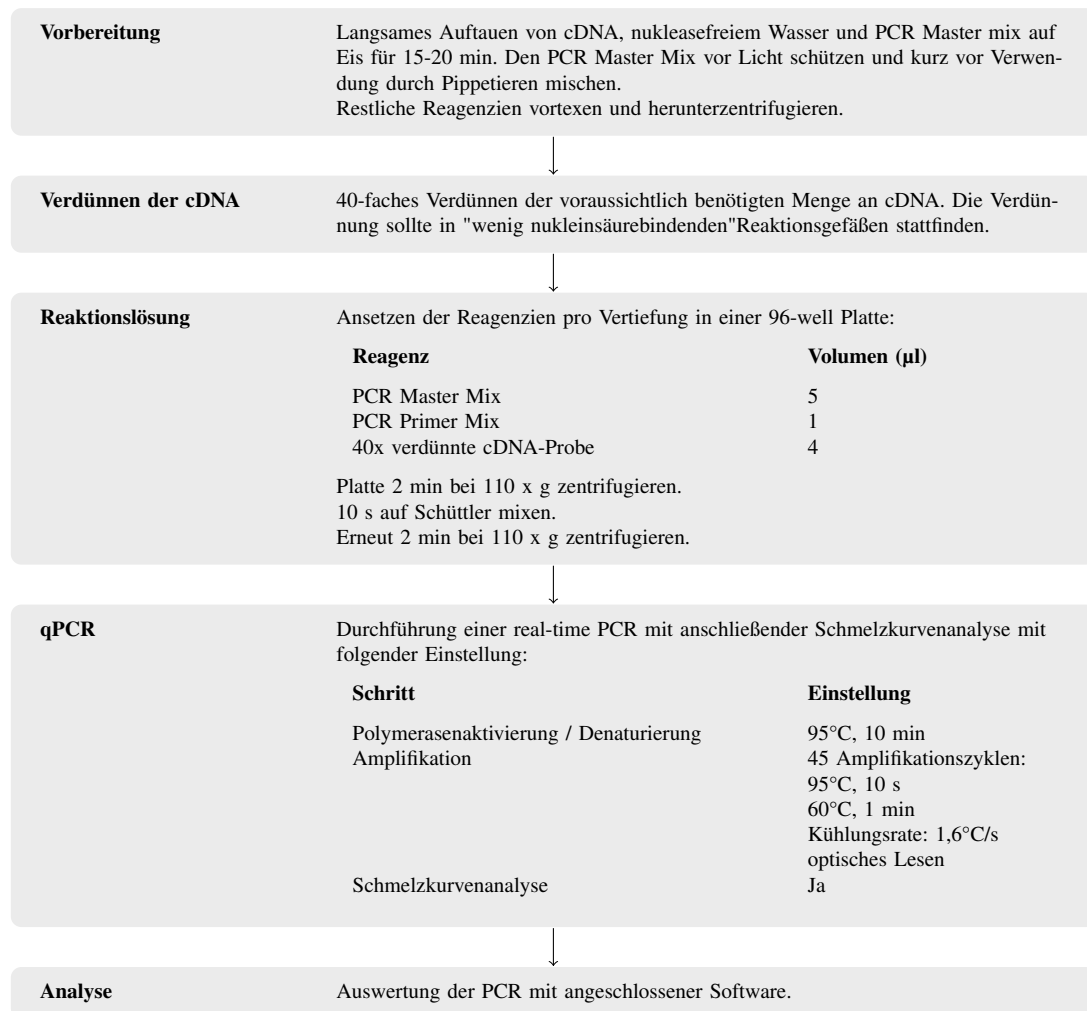 Vorbereitung Langsames Auftauen von cDNA, nukleasefreiem Wasser und PCR Master mix auf
Eis für 15-20 min. Den PCR Master Mix vor Licht schützen und kurz vor Verwen-
dung durch Pippetieren mischen.
Restliche Reagenzien vortexen und herunterzentrifugieren.
Verdünnen der cDNA 40-faches Verdünnen der voraussichtlich benötigten Menge an cDNA. Die Verdün-
nung sollte in "wenig nukleinsäurebindenden"Reaktionsgefäßen stattfinden.
Reaktionslösung Ansetzen der Reagenzien pro Vertiefung in einer 96-well Platte:
Reagenz Volumen (µl)
PCR Master Mix 5
PCR Primer Mix 1
40x verdünnte cDNA-Probe 4
Platte 2 min bei 110 x g zentrifugieren.
10 s auf Schüttler mixen.
Erneut 2 min bei 110 x g zentrifugieren.
qPCR Durchführung einer real-time PCR mit anschließender Schmelzkurvenanalyse mit
folgender Einstellung:
Schritt Einstellung
Polymerasenaktivierung / Denaturierung 95°C, 10 min
Amplifikation 45 Amplifikationszyklen:
95°C, 10 s
60°C, 1 min
Kühlungsrate: 1,6°C/s
optisches Lesen
Schmelzkurvenanalyse Ja
Analyse Auswertung der PCR mit angeschlossener Software.